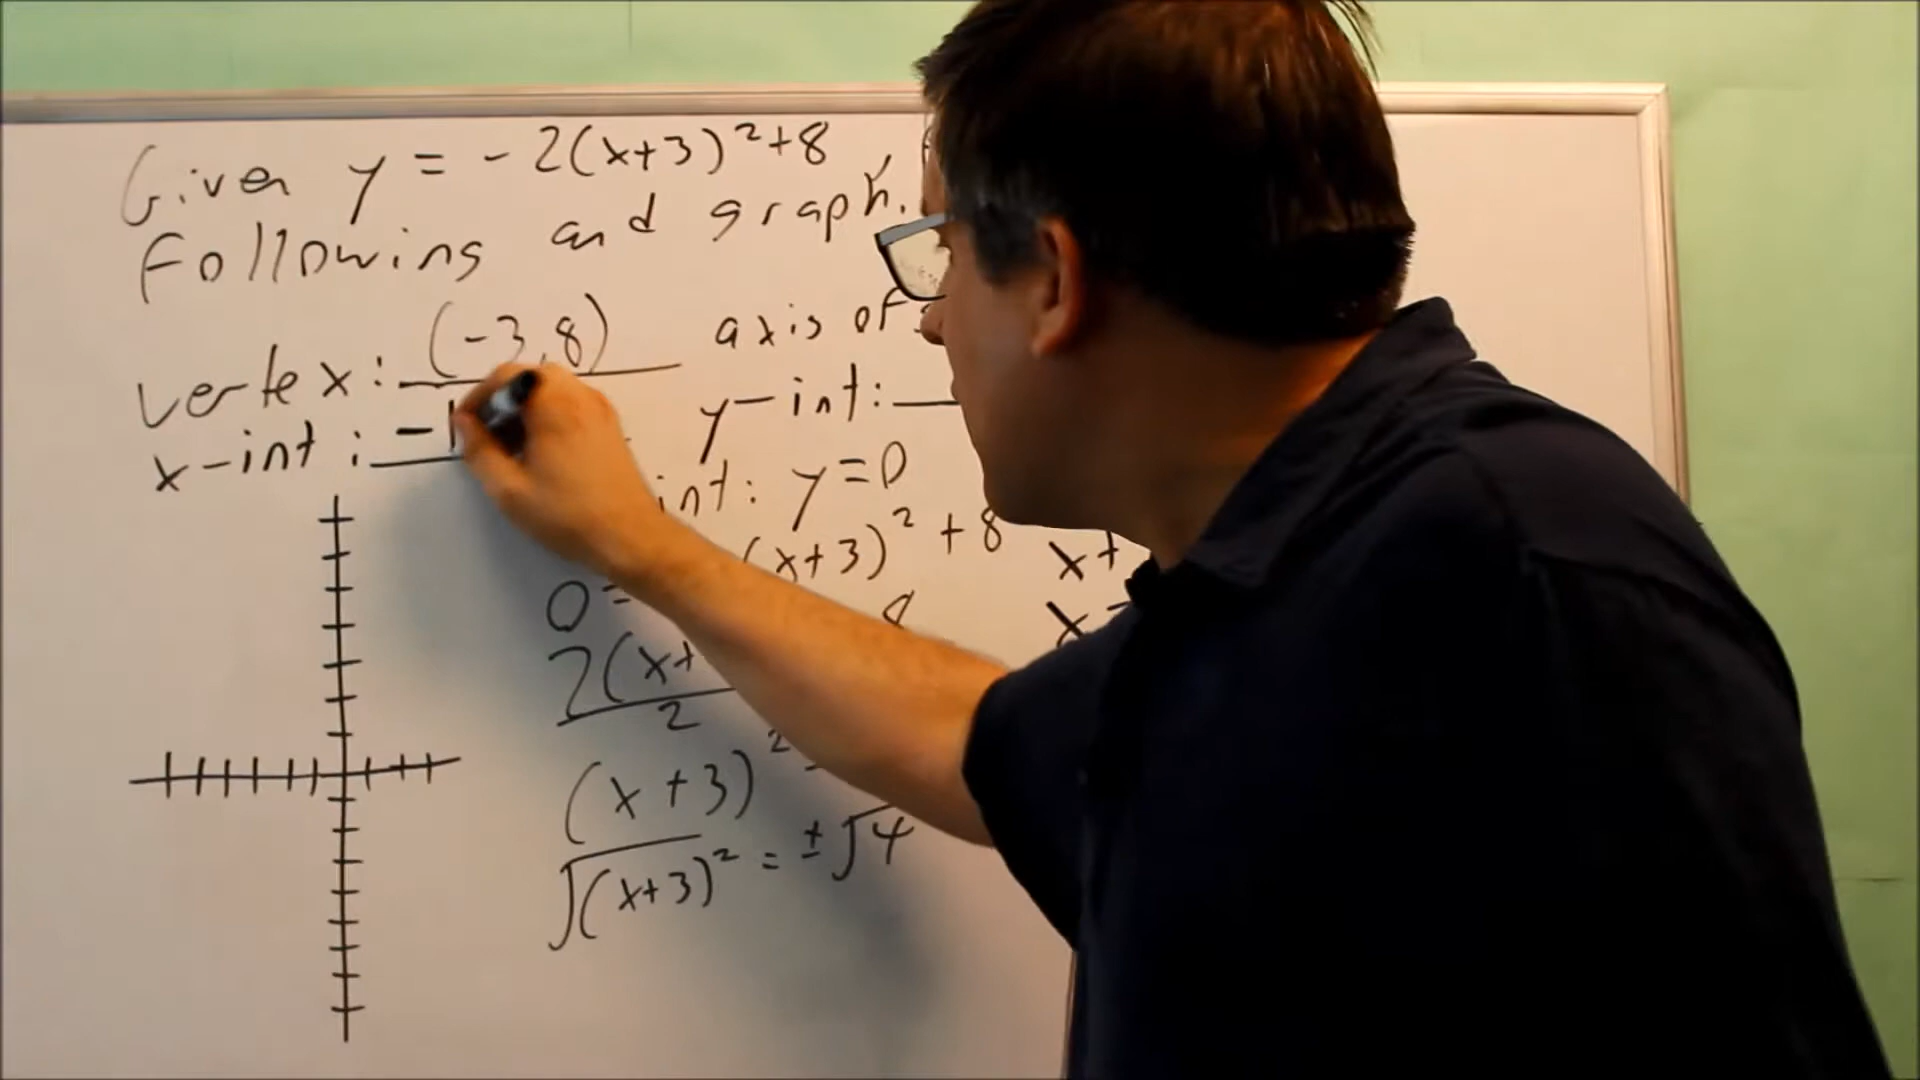 Given y = -2(x+3)²+8
following and graph.
vertex: (-3,8) axis of
x-int: -1 y-int:
int: y=0
0= (x+3)² + 8
x+
8
x
2(x+
2
(x+3)²
√(x+3)² = ±√4